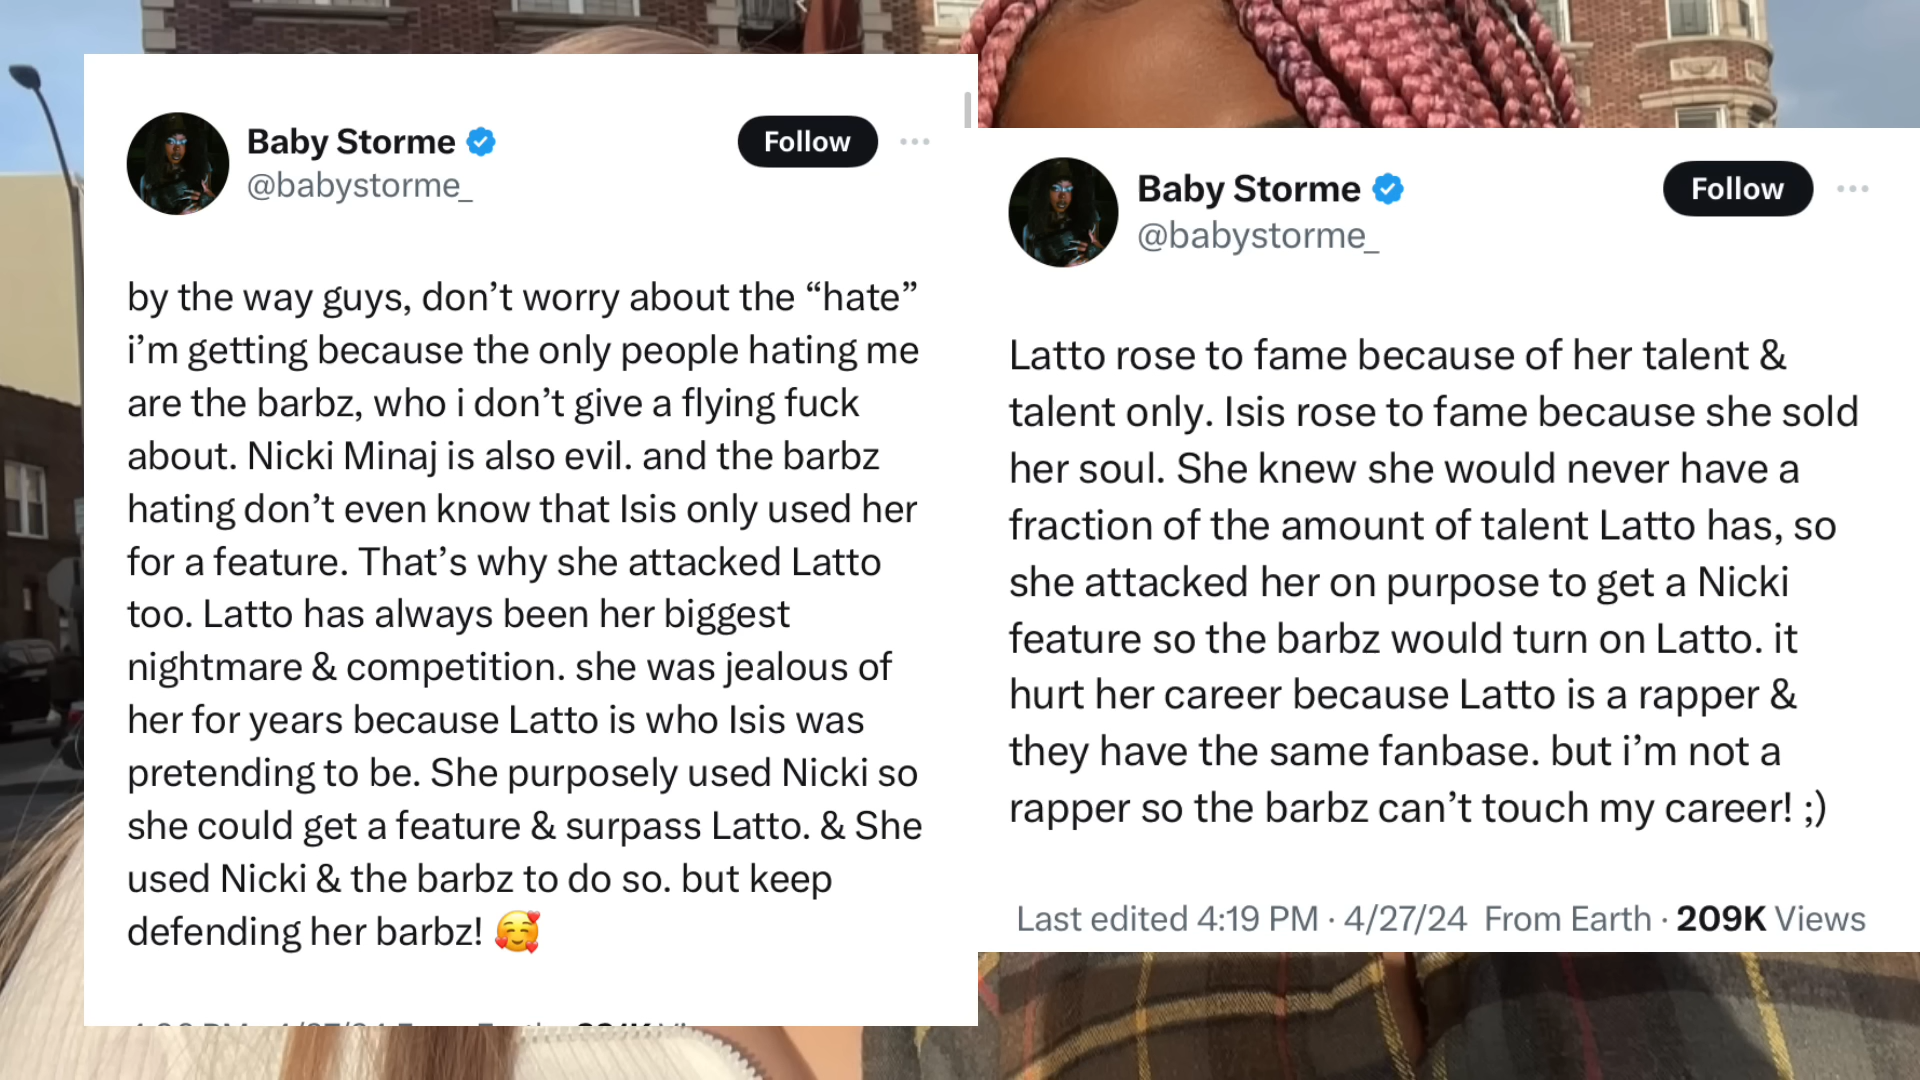 Baby Storme
@babystorme_
Follow
by the way guys, don’t worry about the “hate”
i’m getting because the only people hating me
are the barbz, who i don’t give a flying fuck
about. Nicki Minaj is also evil. and the barbz
hating don’t even know that Isis only used her
for a feature. That’s why she attacked Latto
too. Latto has always been her biggest
nightmare & competition. she was jealous of
her for years because Latto is who Isis was
pretending to be. She purposely used Nicki so
she could get a feature & surpass Latto. & She
used Nicki & the barbz to do so. but keep
defending her barbz! 🥰
Baby Storme
@babystorme_
Follow
Latto rose to fame because of her talent &
talent only. Isis rose to fame because she sold
her soul. She knew she would never have a
fraction of the amount of talent Latto has, so
she attacked her on purpose to get a Nicki
feature so the barbz would turn on Latto. it
hurt her career because Latto is a rapper &
they have the same fanbase. but i’m not a
rapper so the barbz can’t touch my career! ;)
Last edited 4:19 PM · 4/27/24 From Earth · 209K Views